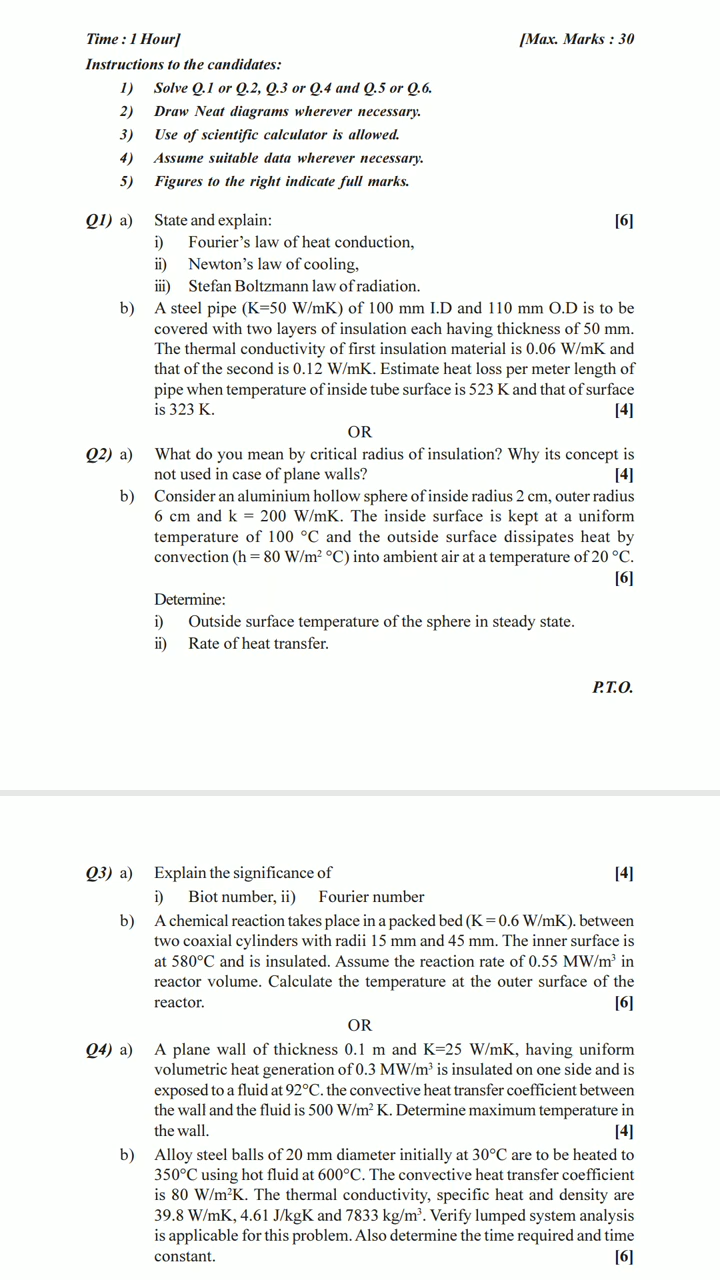 Time : 1 Hour] [Max. Marks : 30
Instructions to the candidates:
1) Solve Q.1 or Q.2, Q.3 or Q.4 and Q.5 or Q.6.
2) Draw Neat diagrams wherever necessary.
3) Use of scientific calculator is allowed.
4) Assume suitable data wherever necessary.
5) Figures to the right indicate full marks.
Q1) a) State and explain: [6]
i) Fourier’s law of heat conduction,
ii) Newton’s law of cooling,
iii) Stefan Boltzmann law of radiation.
b) A steel pipe (K=50 W/mK) of 100 mm I.D and 110 mm O.D is to be
covered with two layers of insulation each having thickness of 50 mm.
The thermal conductivity of first insulation material is 0.06 W/mK and
that of the second is 0.12 W/mK. Estimate heat loss per meter length of
pipe when temperature of inside tube surface is 523 K and that of surface
is 323 K. [4]
OR
Q2) a) What do you mean by critical radius of insulation? Why its concept is
not used in case of plane walls? [4]
b) Consider an aluminium hollow sphere of inside radius 2 cm, outer radius
6 cm and k = 200 W/mK. The inside surface is kept at a uniform
temperature of 100 °C and the outside surface dissipates heat by
convection (h = 80 W/m² °C) into ambient air at a temperature of 20 °C.
[6]
Determine:
i) Outside surface temperature of the sphere in steady state.
ii) Rate of heat transfer.
P.T.O.
Q3) a) Explain the significance of [4]
i) Biot number, ii) Fourier number
b) A chemical reaction takes place in a packed bed (K = 0.6 W/mK). between
two coaxial cylinders with radii 15 mm and 45 mm. The inner surface is
at 580°C and is insulated. Assume the reaction rate of 0.55 MW/m³ in
reactor volume. Calculate the temperature at the outer surface of the
reactor. [6]
OR
Q4) a) A plane wall of thickness 0.1 m and K=25 W/mK, having uniform
volumetric heat generation of 0.3 MW/m³ is insulated on one side and is
exposed to a fluid at 92°C. the convective heat transfer coefficient between
the wall and the fluid is 500 W/m² K. Determine maximum temperature in
the wall. [4]
b) Alloy steel balls of 20 mm diameter initially at 30°C are to be heated to
350°C using hot fluid at 600°C. The convective heat transfer coefficient
is 80 W/m²K. The thermal conductivity, specific heat and density are
39.8 W/mK, 4.61 J/kgK and 7833 kg/m³. Verify lumped system analysis
is applicable for this problem. Also determine the time required and time
constant. [6]